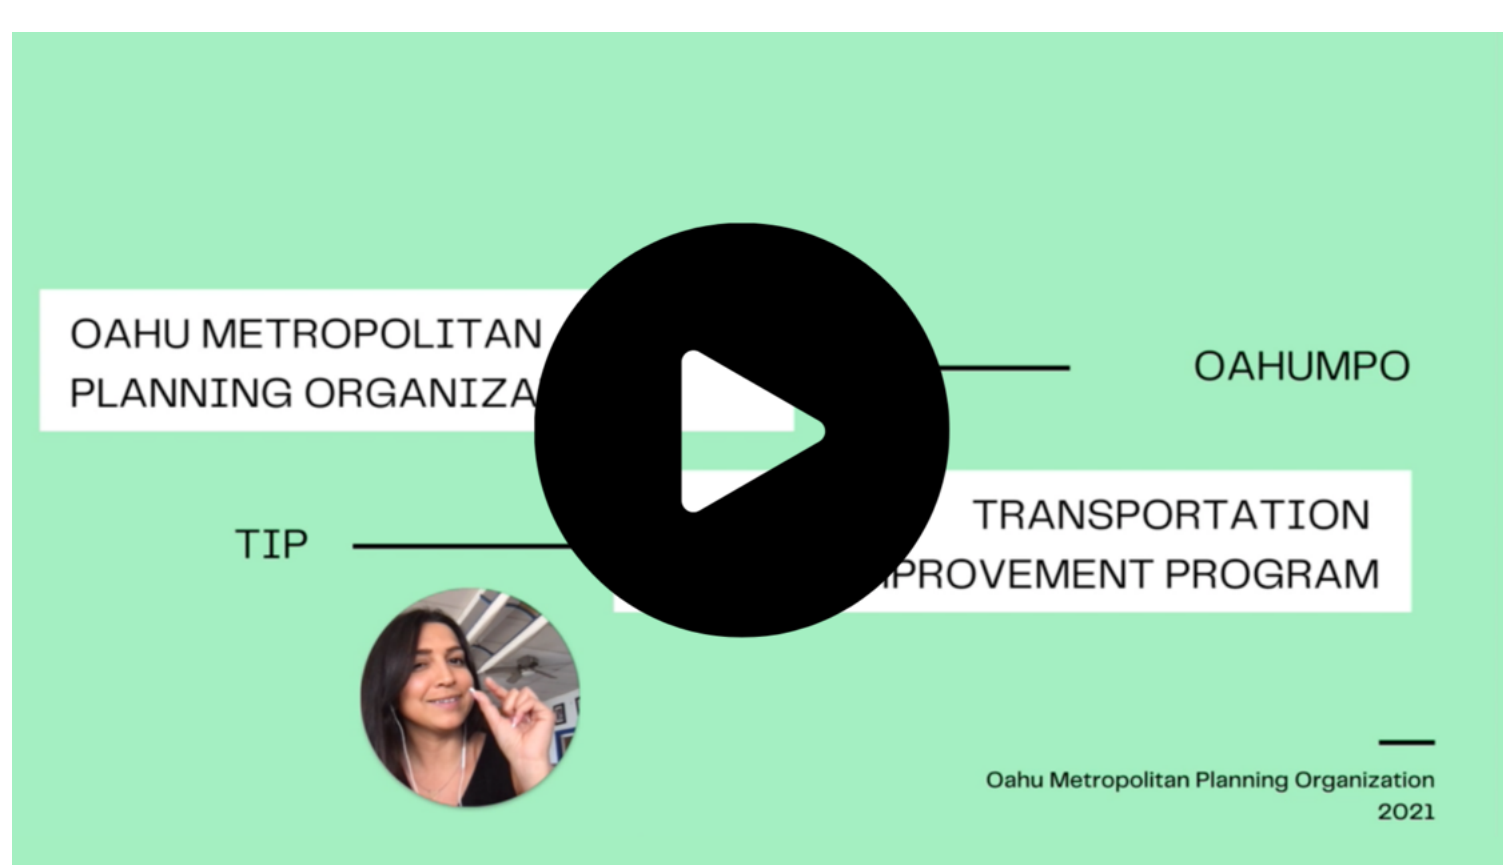 OAHU METROPOLITAN
PLANNING ORGANIZA
OAHUMPO
TIP
TRANSPORTATION
PROVEMENT PROGRAM
Oahu Metropolitan Planning Organization
2021